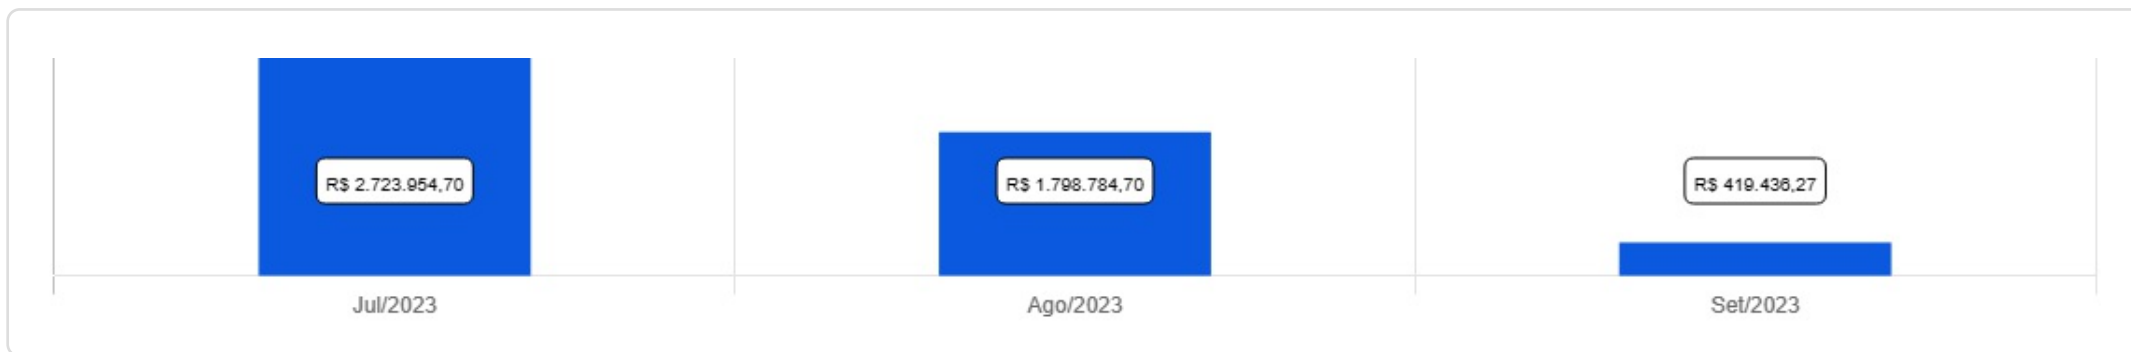 R$ 2.723.954,70
R$ 1.798.784,70
R$ 419.436,27
Jul/2023
Ago/2023
Set/2023